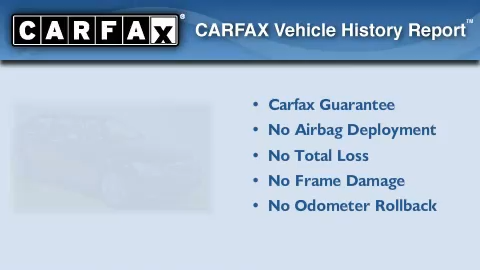 CARFAX® CARFAX Vehicle History Report™
• Carfax Guarantee
• No Airbag Deployment
• No Total Loss
• No Frame Damage
• No Odometer Rollback